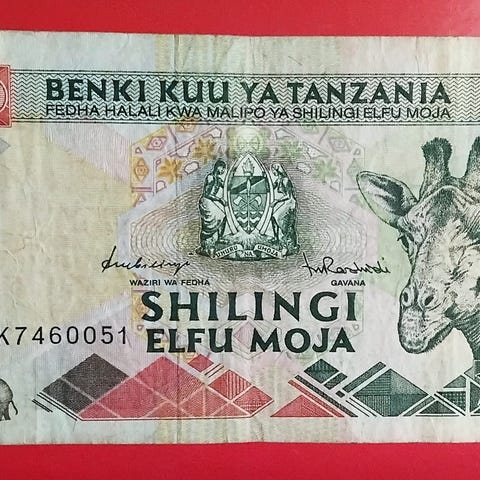 BENKI KUU YA TANZANIA
FEDHA HALALI KWA MALIPO YA SHILINGI ELFU MOJA
UHURU NA UMOJA
WAZIRI WA FEDHA
GAVANA
SHILINGI
K7460051
ELFU MOJA